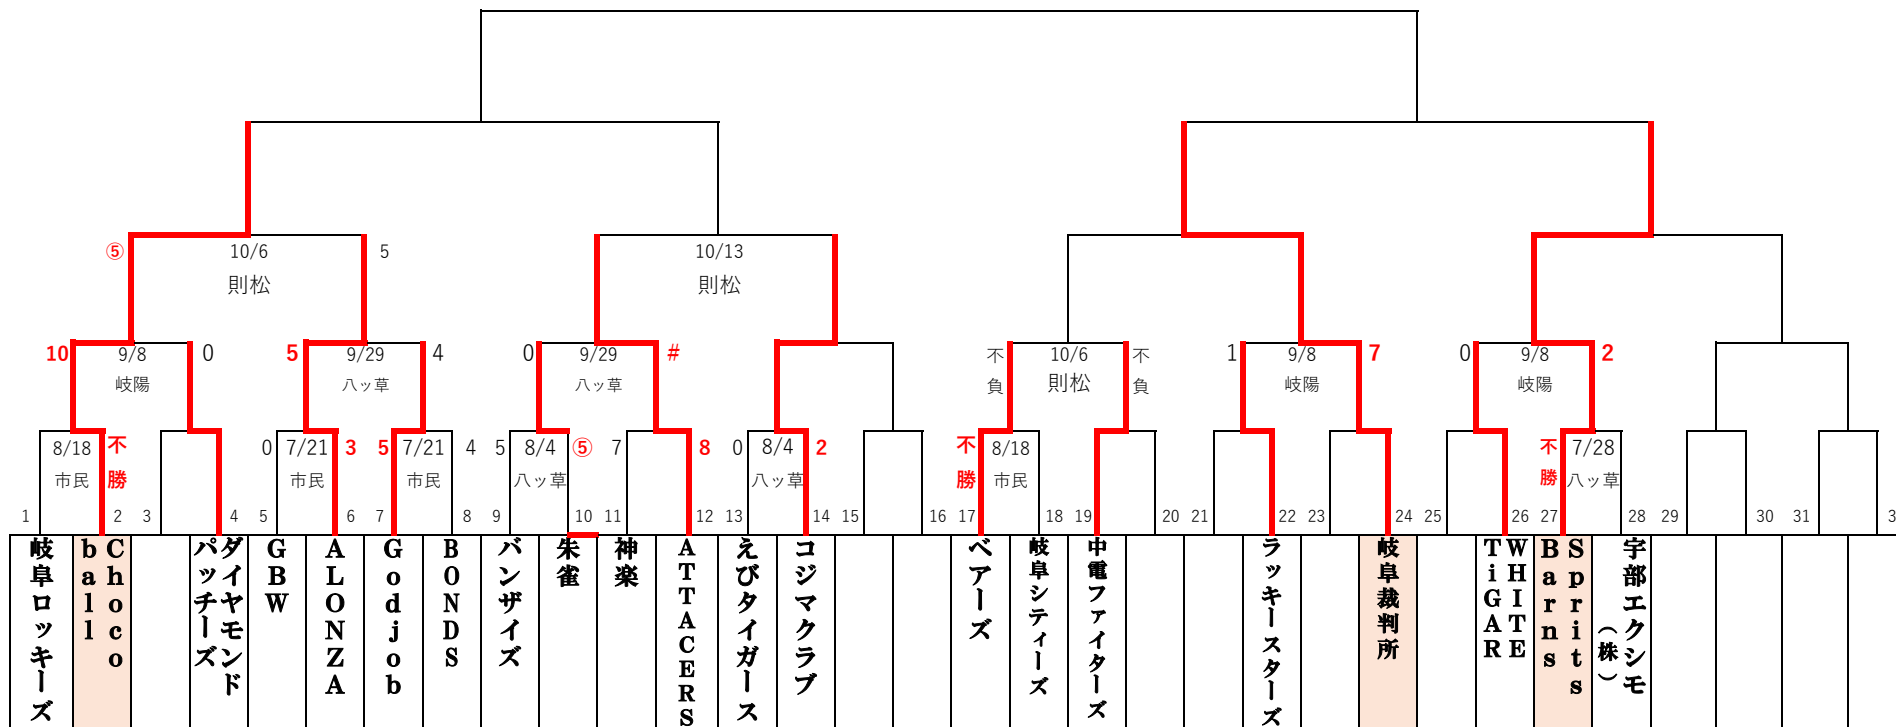 ⑤ 10/6 5 10/13
則松 則松
10 9/8 0 5 9/29 4 0 9/29 # 不負 10/6 不負 1 9/8 7 0 9/8 2
岐陽 八ッ草 八ッ草 則松 岐陽 岐陽
8/18 不勝 0 7/21 3 5 7/21 4 5 8/4 ⑤ 7 8 0 8/4 2 不勝 8/18 不勝 7/28
市民 市民 市民 八ッ草 八ッ草 市民 八ッ草
1 2 3 4 5 6 7 8 9 10 11 12 13 14 15 16 17 18 19 20 21 22 23 24 25 26 27 28 29 30 31 3
岐阜ロッキーズ
Choco
ball
ダイヤモンド
パッチーズ
GBW
ALONZA
Godjob
BONDS
バンザイズ
朱雀
神楽
ATTACERS
えびタイガース
コジマクラブ
ベアーズ
岐阜シティーズ
中電ファイターズ
ラッキースターズ
岐阜裁判所
WHITE
TiGAR
Sprits
Barns
宇部エクシモ
（株）